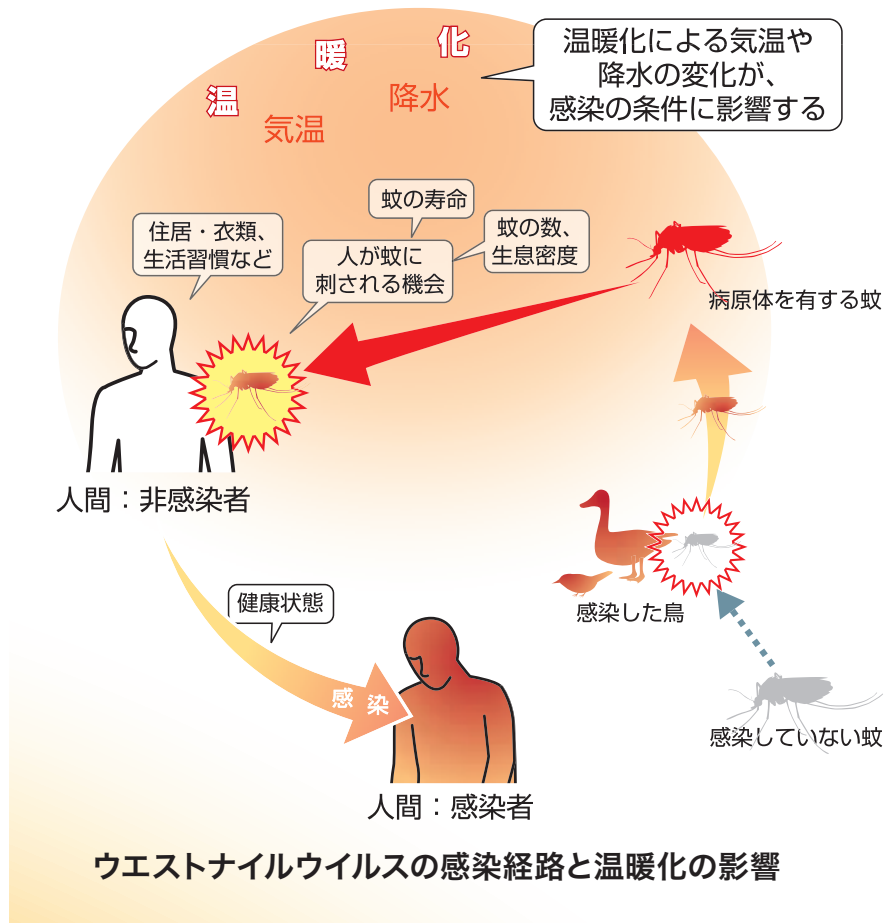 温暖化
気温
降水
温暖化による気温や
降水の変化が、
感染の条件に影響する
蚊の寿命
蚊の数、
生息密度
住居・衣類、
生活習慣など
人が蚊に
刺される機会
病原体を有する蚊
人間：非感染者
感染した鳥
健康状態
感染
感染していない蚊
人間：感染者
ウエストナイルウイルスの感染経路と温暖化の影響